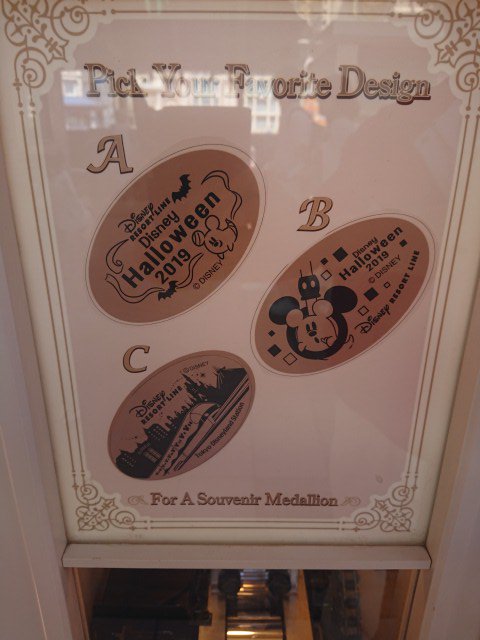 Pick Your Favorite Design
A
Disney
RESORT LINE
Disney
Halloween
2019
© DISNEY
B
Disney
Halloween
2019
© DISNEY
Disney RESORT LINE
C
© DISNEY
Disney
RESORT LINE
Tokyo Disneyland Station
For A Souvenir Medallion